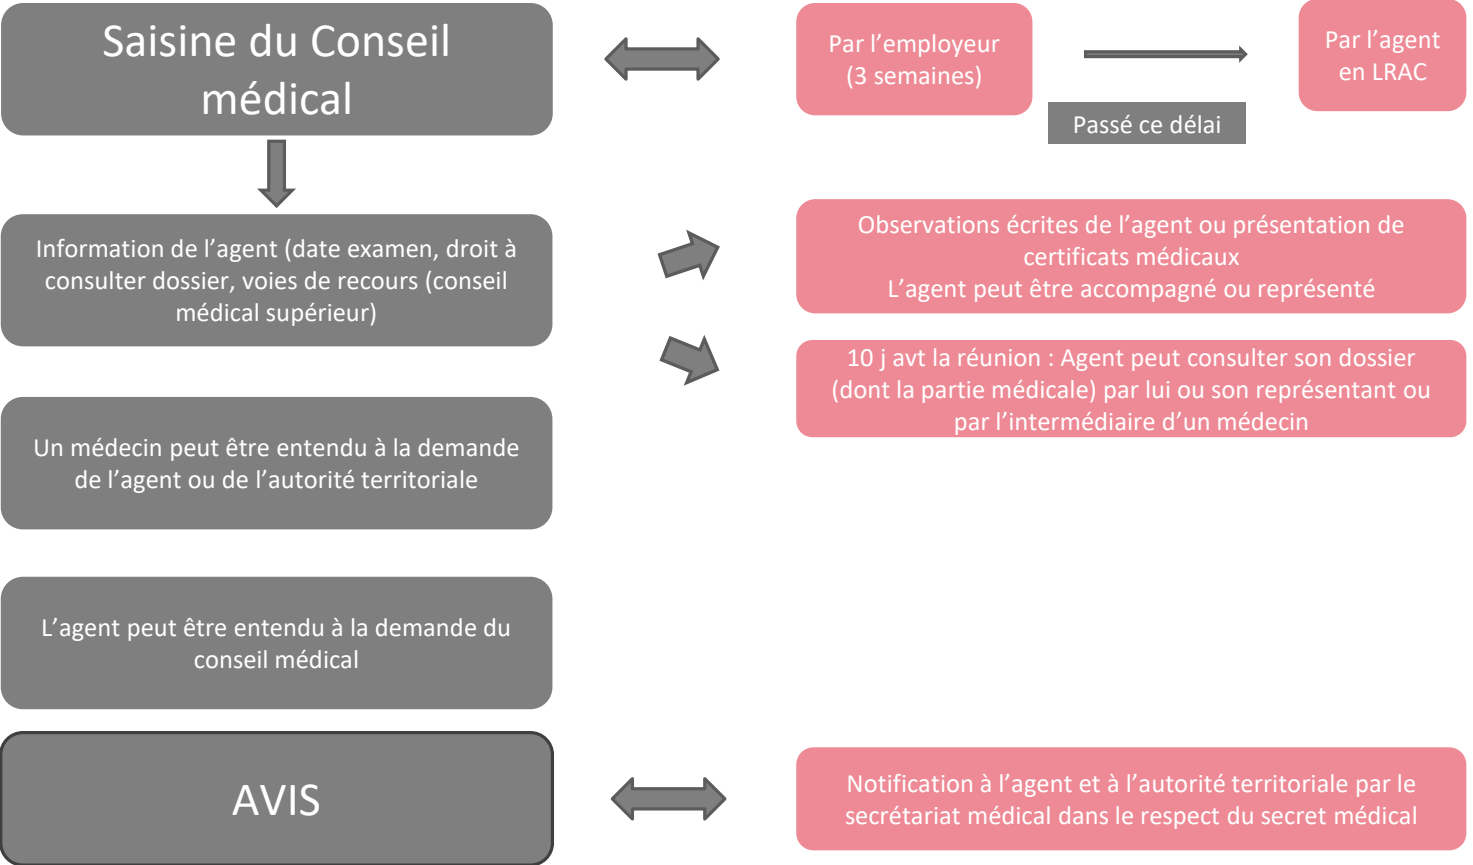 Saisine du Conseil
médical
Par l’employeur
(3 semaines)
Passé ce délai
Par l’agent
en LRAC
Information de l’agent (date examen, droit à
consulter dossier, voies de recours (conseil
médical supérieur)
Observations écrites de l’agent ou présentation de
certificats médicaux
L’agent peut être accompagné ou représenté
10 j avt la réunion : Agent peut consulter son dossier
(dont la partie médicale) par lui ou son représentant ou
par l’intermédiaire d’un médecin
Un médecin peut être entendu à la demande
de l’agent ou de l’autorité territoriale
L’agent peut être entendu à la demande du
conseil médical
AVIS
Notification à l’agent et à l’autorité territoriale par le
secrétariat médical dans le respect du secret médical